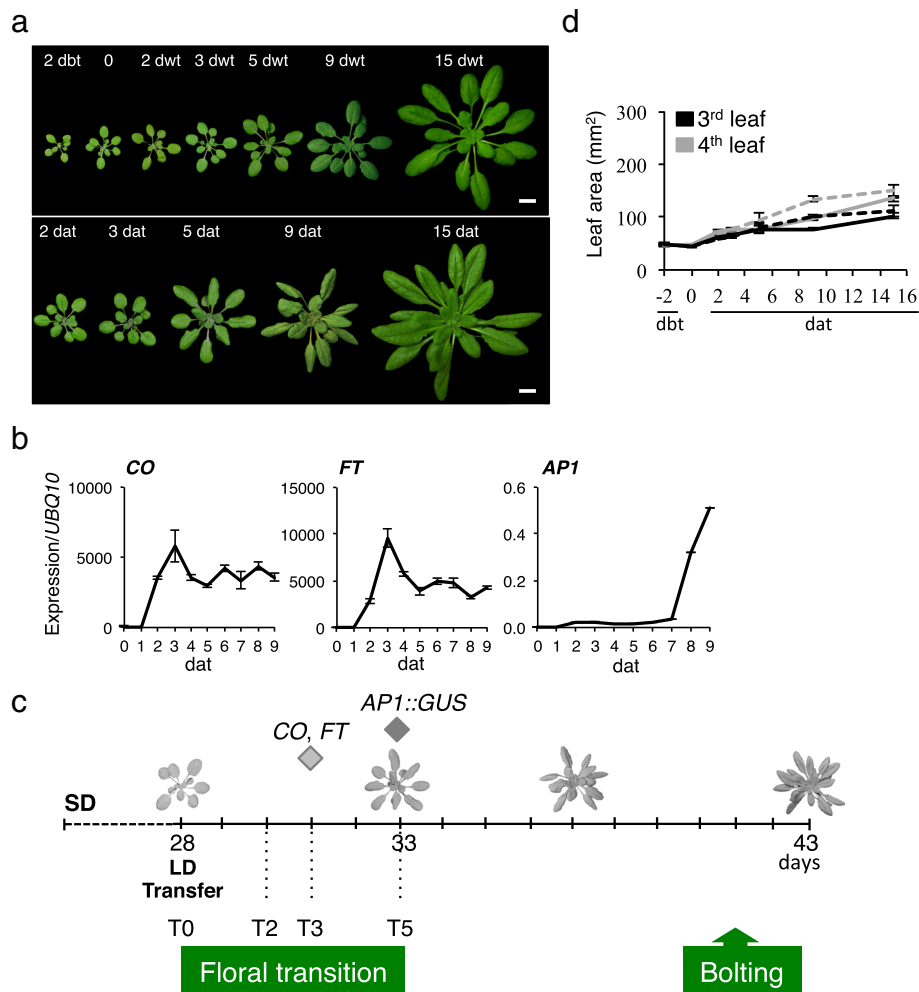 a
2 dbt 0 2 dwt 3 dwt 5 dwt 9 dwt 15 dwt
2 dat 3 dat 5 dat 9 dat 15 dat
d
Leaf area (mm²)
300
200
100
0
3rd leaf
4th leaf
-2 0 2 4 6 8 10 12 14 16
dbt dat
b
Expression/UBQ10
CO
10000
5000
0
0 1 2 3 4 5 6 7 8 9
dat
FT
15000
10000
5000
0
0 1 2 3 4 5 6 7 8 9
dat
AP1
0.6
0.4
0.2
0.0
0 1 2 3 4 5 6 7 8 9
dat
c
AP1::GUS
CO, FT
SD
28 33 43
LD days
Transfer
T0 T2 T3 T5
Floral transition Bolting